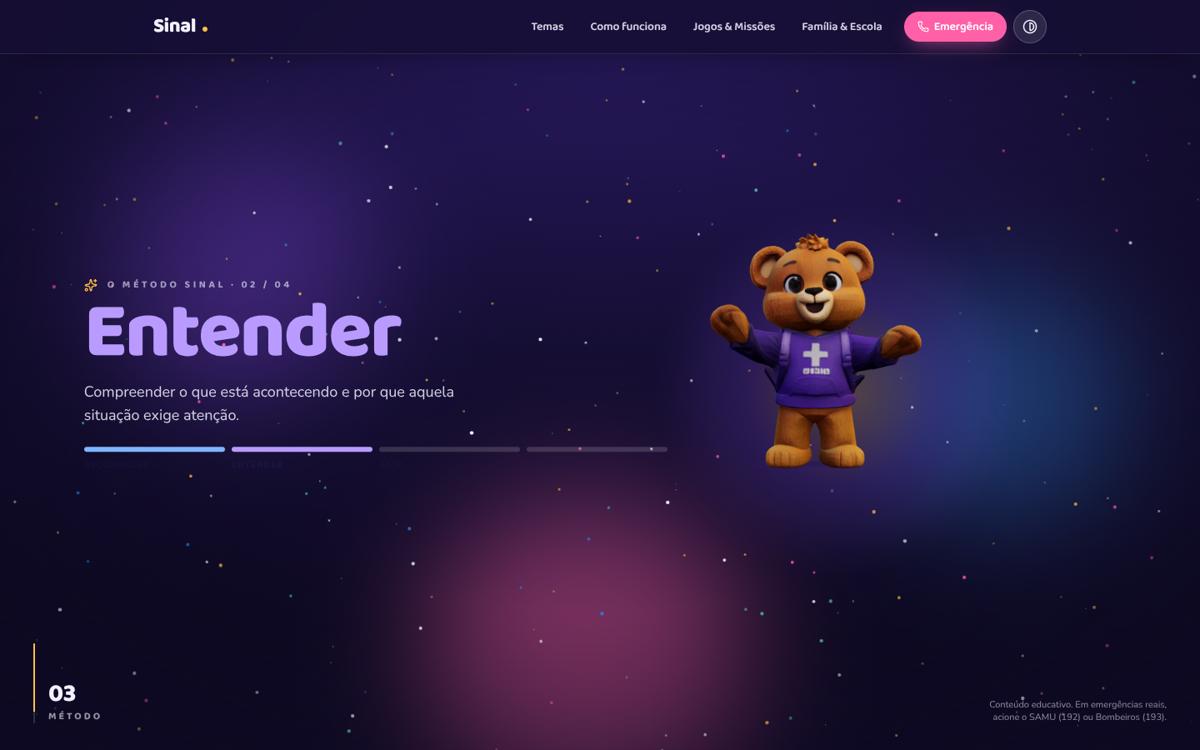 Sinal .
Temas
Como funciona
Jogos & Missões
Família & Escola
Emergência
O MÉTODO SINAL · 02 / 04
Entender
Compreender o que está acontecendo e por que aquela
situação exige atenção.
ENTENDER
03
MÉTODO
Conteúdo educativo. Em emergências reais,
acione o SAMU (192) ou Bombeiros (193).